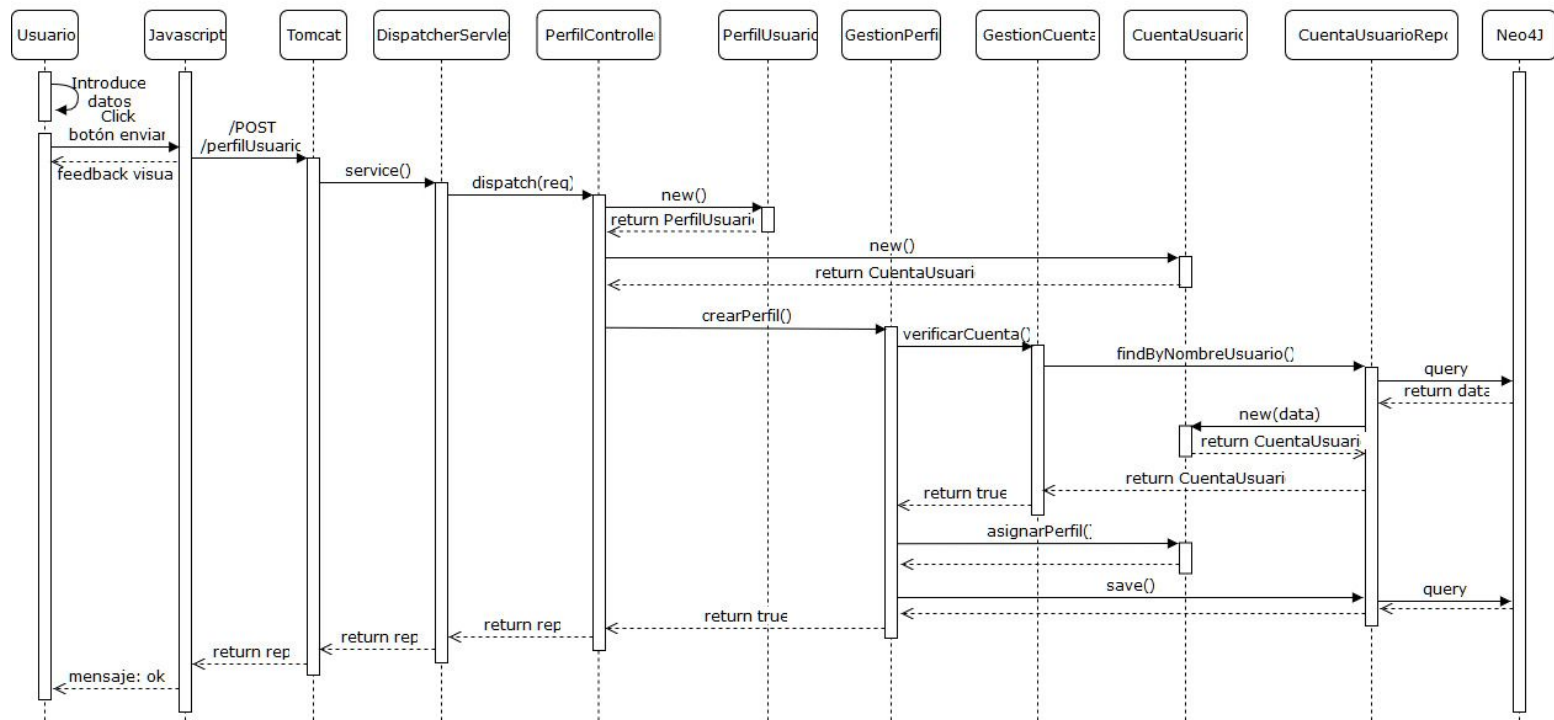 Usuario
Javascript
Tomcat
DispatcherServlet
PerfilController
PerfilUsuario
GestionPerfil
GestionCuenta
CuentaUsuario
CuentaUsuarioRepo
Neo4J
Introduce
datos
Click
botón enviar
/POST
/perfilUsuario
feedback visua
service()
dispatch(req)
new()
return PerfilUsuari
new()
return CuentaUsuari
crearPerfil()
verificarCuenta()
findByNombreUsuario()
query
return data
new(data)
return CuentaUsuari
return CuentaUsuari
return true
asignarPerfil()
save()
query
return true
return rep
return rep
return rep
mensaje: ok